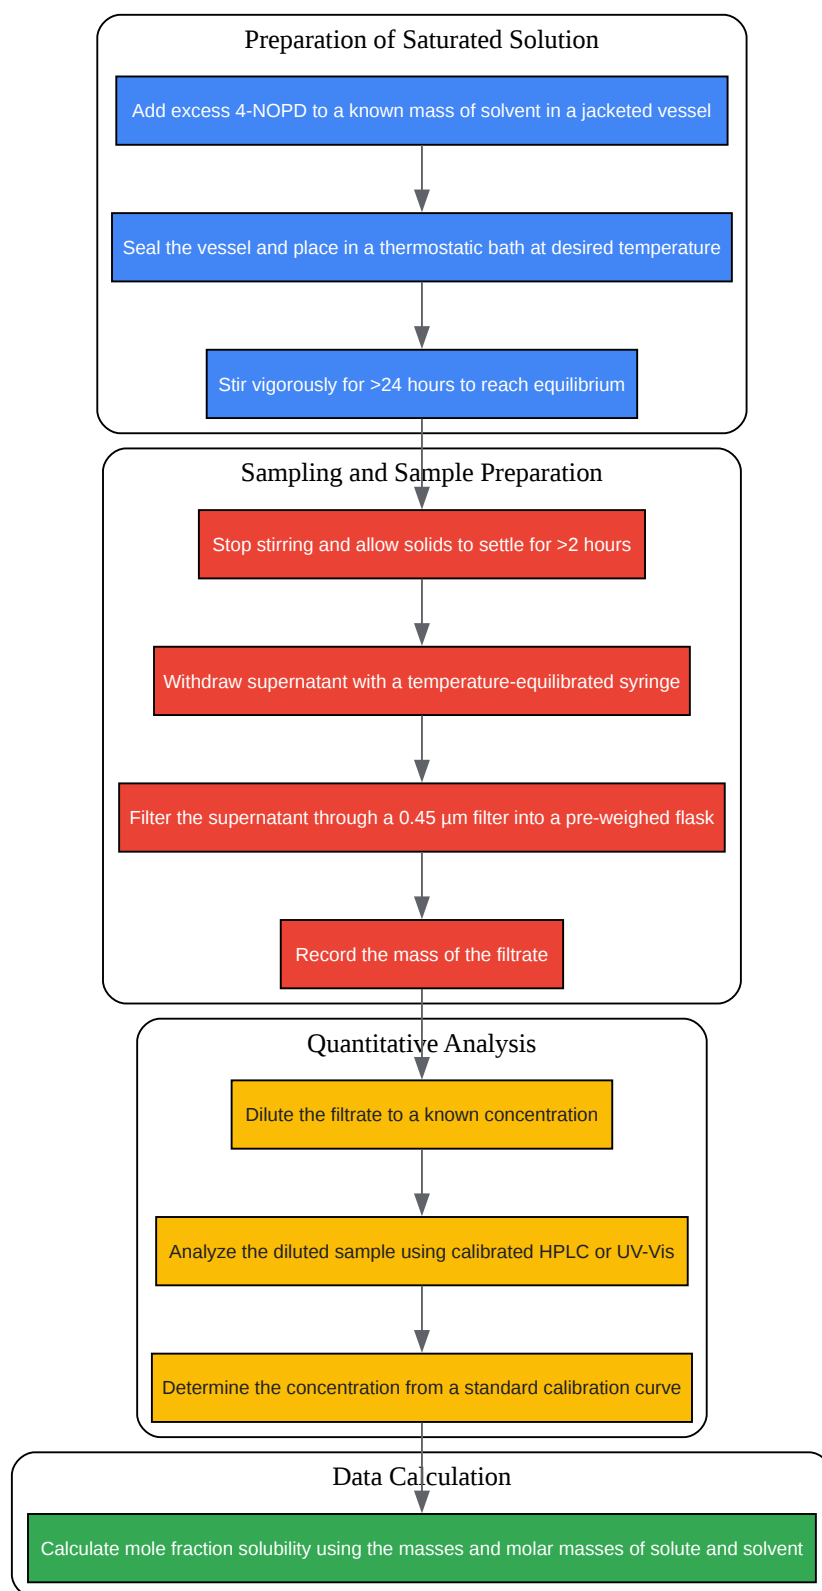 Preparation of Saturated Solution
Add excess 4-NOPD to a known mass of solvent in a jacketed vessel
Seal the vessel and place in a thermostatic bath at desired temperature
Stir vigorously for >24 hours to reach equilibrium
Sampling and Sample Preparation
Stop stirring and allow solids to settle for >2 hours
Withdraw supernatant with a temperature-equilibrated syringe
Filter the supernatant through a 0.45 µm filter into a pre-weighed flask
Record the mass of the filtrate
Quantitative Analysis
Dilute the filtrate to a known concentration
Analyze the diluted sample using calibrated HPLC or UV-Vis
Determine the concentration from a standard calibration curve
Data Calculation
Calculate mole fraction solubility using the masses and molar masses of solute and solvent